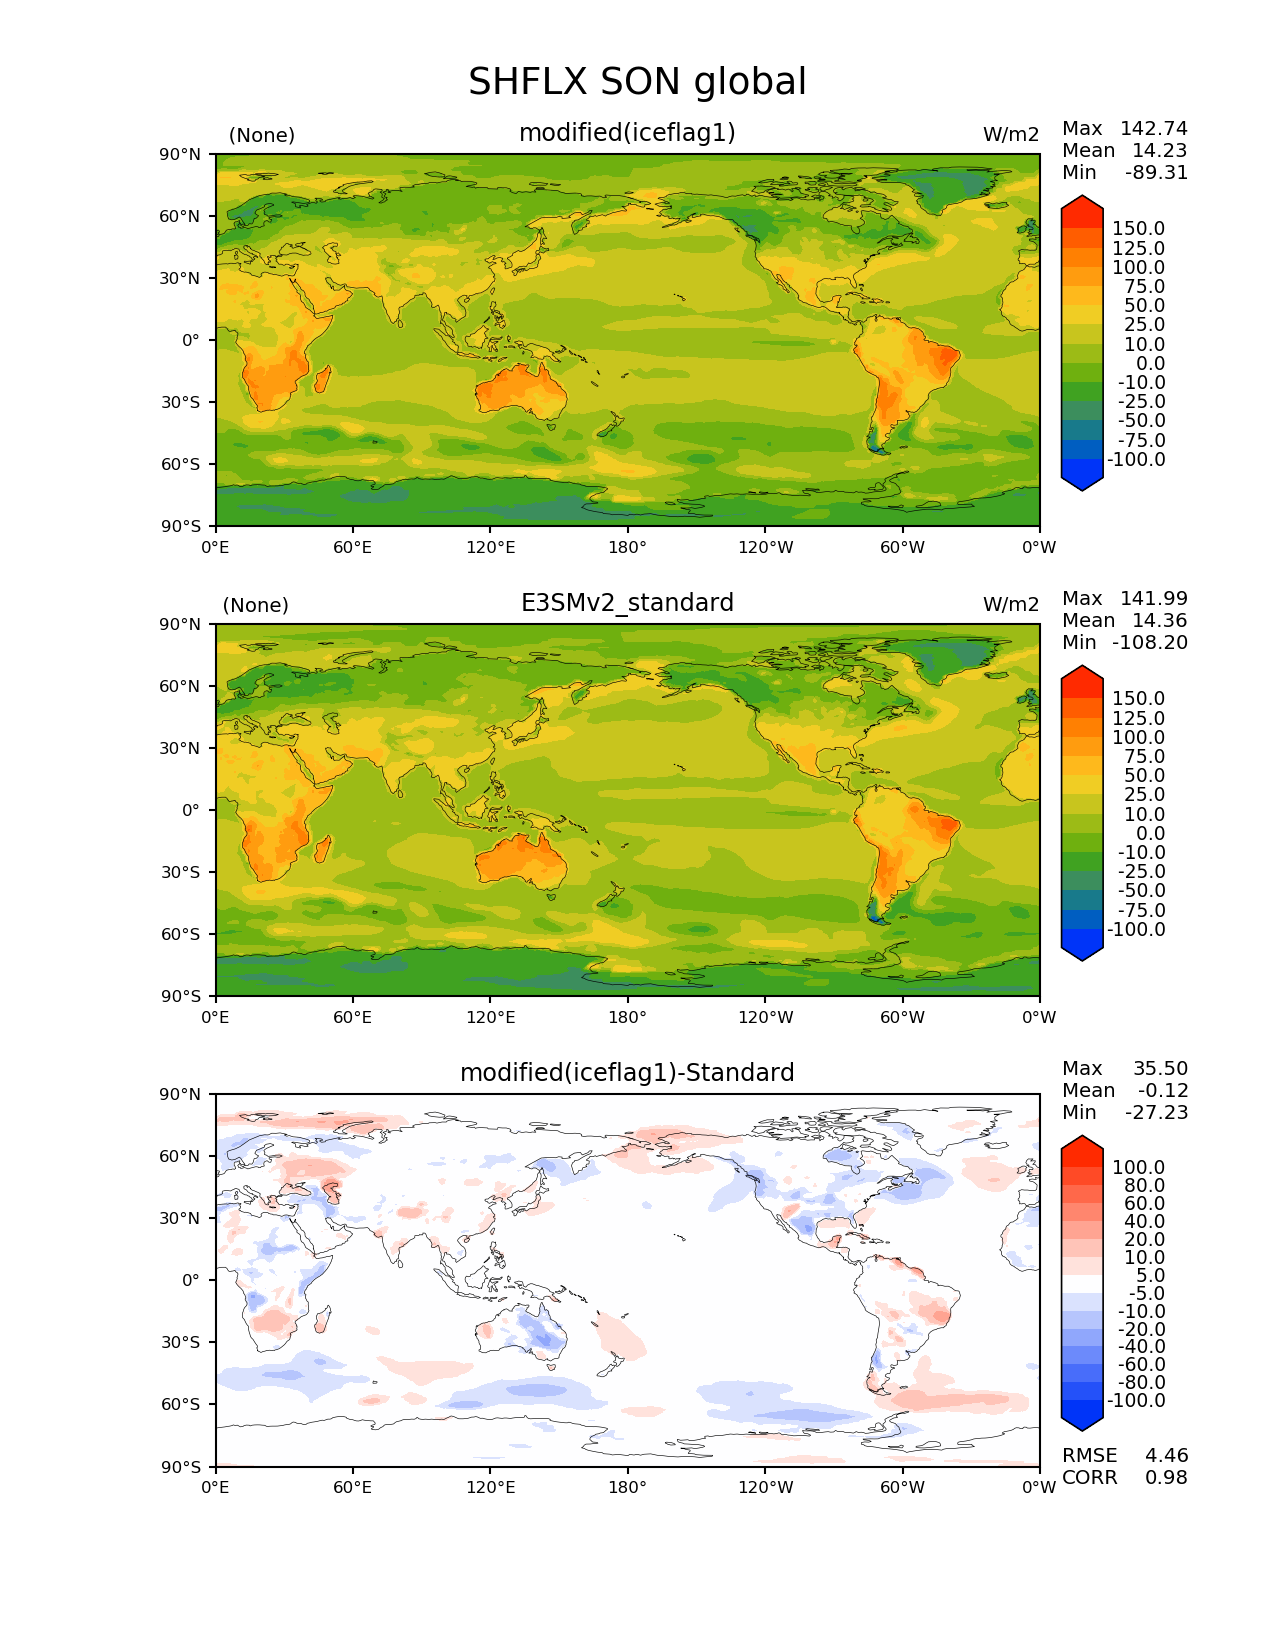 SHFLX SON global
(None) modified(iceflag1) W/m2
Max 142.74
Mean 14.23
Min -89.31
90°N
60°N
30°N
0°
30°S
60°S
90°S
0°E 60°E 120°E 180° 120°W 60°W 0°W
150.0
125.0
100.0
75.0
50.0
25.0
10.0
0.0
-10.0
-25.0
-50.0
-75.0
-100.0
(None) E3SMv2_standard W/m2
Max 141.99
Mean 14.36
Min -108.20
90°N
60°N
30°N
0°
30°S
60°S
90°S
0°E 60°E 120°E 180° 120°W 60°W 0°W
150.0
125.0
100.0
75.0
50.0
25.0
10.0
0.0
-10.0
-25.0
-50.0
-75.0
-100.0
modified(iceflag1)-Standard
Max 35.50
Mean -0.12
Min -27.23
90°N
60°N
30°N
0°
30°S
60°S
90°S
0°E 60°E 120°E 180° 120°W 60°W 0°W
100.0
80.0
60.0
40.0
20.0
10.0
5.0
-5.0
-10.0
-20.0
-40.0
-60.0
-80.0
-100.0
RMSE 4.46
CORR 0.98